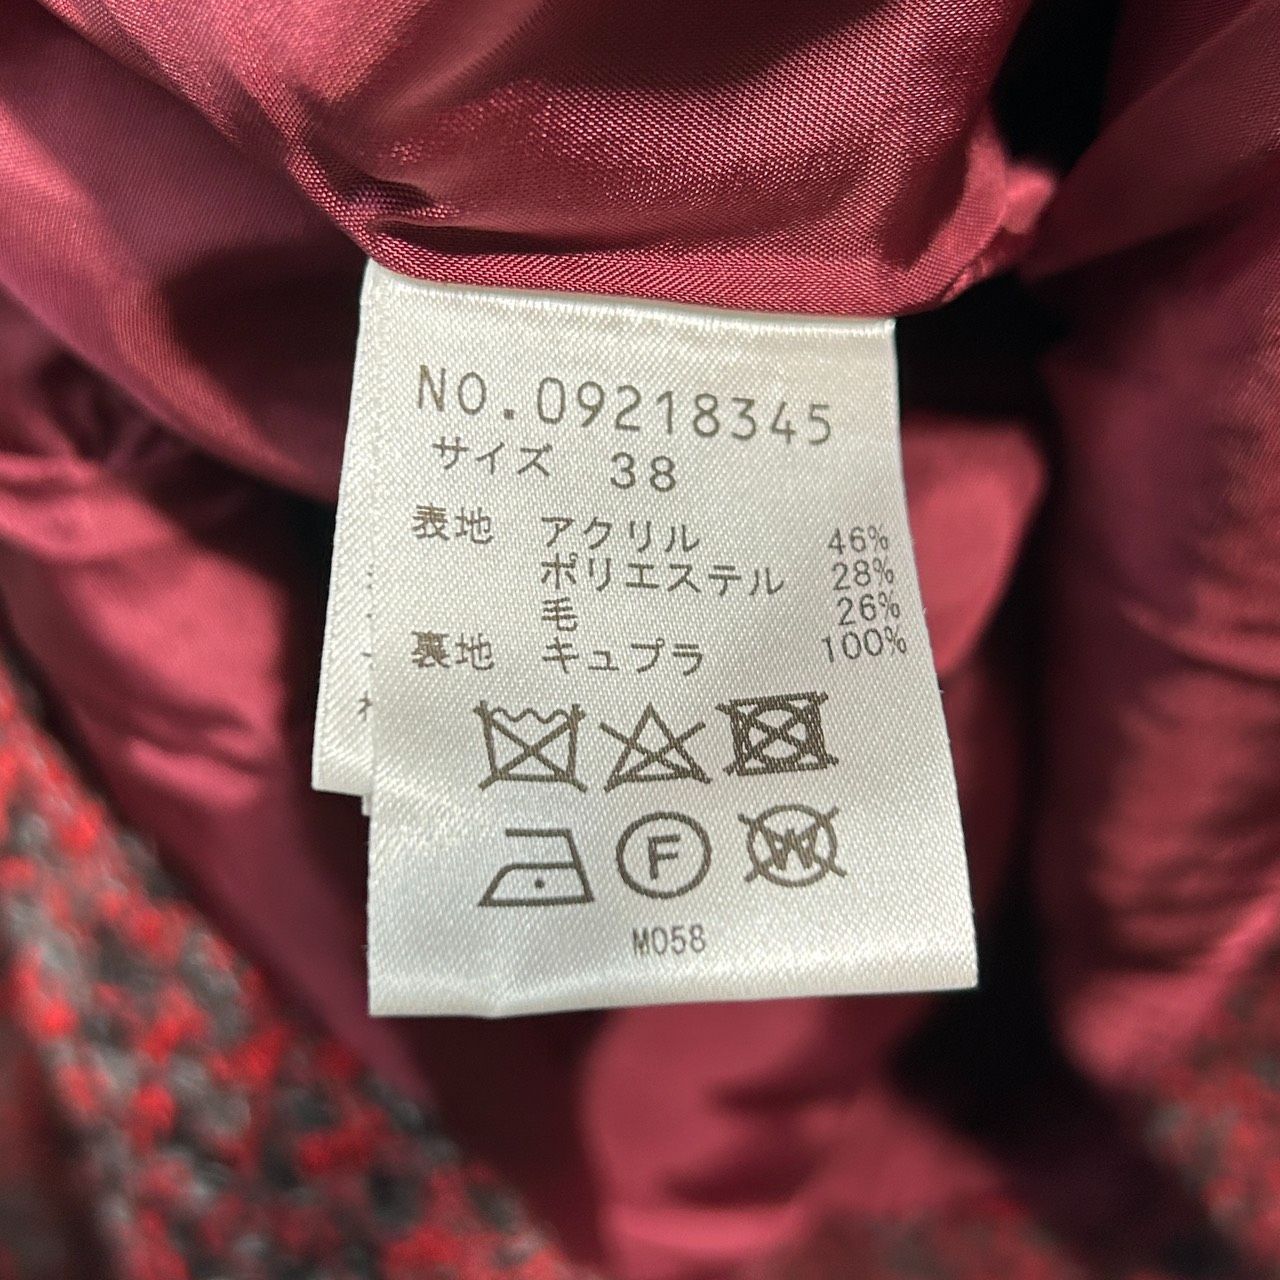 NO.09218345
サイズ 38
表地 アクリル 46%
ポリエステル 28%
毛 26%
裏地 キュプラ 100%
F
W
M058